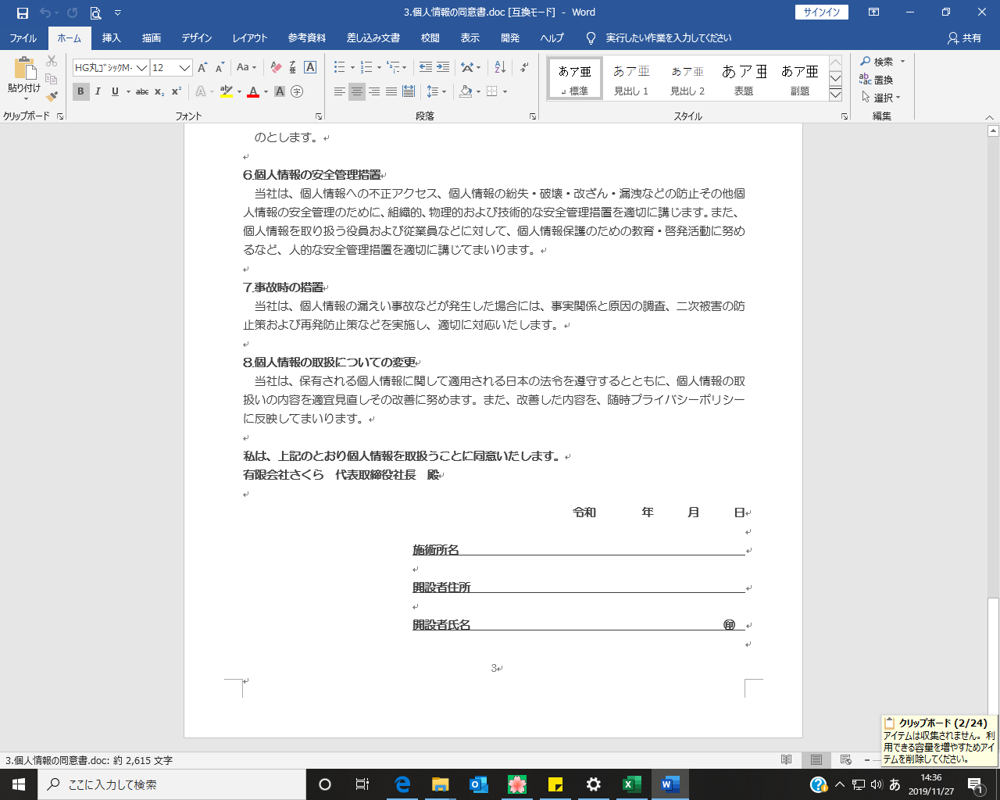 3.個人情報の同意書.doc [互換モード] - Word
サインイン
ファイル ホーム 挿入 描画 デザイン レイアウト 参考資料 差し込み文書 校閲 表示 開発 ヘルプ 実行したい作業を入力してください 共有
HG丸ｺﾞｼｯｸM- 12
貼り付け
あア亜 あア亜 あア亜 あア亜 あア亜
標準 見出し 1 見出し 2 表題 副題
検索
置換
選択
クリップボード フォント 段落 スタイル 編集
のとします。
6.個人情報の安全管理措置
当社は、個人情報への不正アクセス、個人情報の紛失・破壊・改ざん・漏洩などの防止その他個
人情報の安全管理のために、組織的、物理的および技術的な安全管理措置を適切に講じます。また、
個人情報を取り扱う役員および従業員などに対して、個人情報保護のための教育・啓発活動に努め
るなど、人的な安全管理措置を適切に講じてまいります。
7.事故時の措置
当社は、個人情報の漏えい事故などが発生した場合には、事実関係と原因の調査、二次被害の防
止策および再発防止策などを実施し、適切に対応いたします。
8.個人情報の取扱についての変更
当社は、保有される個人情報に関して適用される日本の法令を遵守するとともに、個人情報の取
扱いの内容を適宜見直しその改善に努めます。また、改善した内容を、随時プライバシーポリシー
に反映してまいります。
私は、上記のとおり個人情報を取扱うことに同意いたします。
有限会社さくら　代表取締役社長　殿
令和　　　　年　　　月　　　日
施術所名
開設者住所
開設者氏名 ㊞
3
クリップボード (2/24)
アイテムは収集されません。利
用できる容量を増やすためアイ
テムを削除してください。
3.個人情報の同意書.doc: 約 2,615 文字
ここに入力して検索
あ
14:36
2019/11/27
1